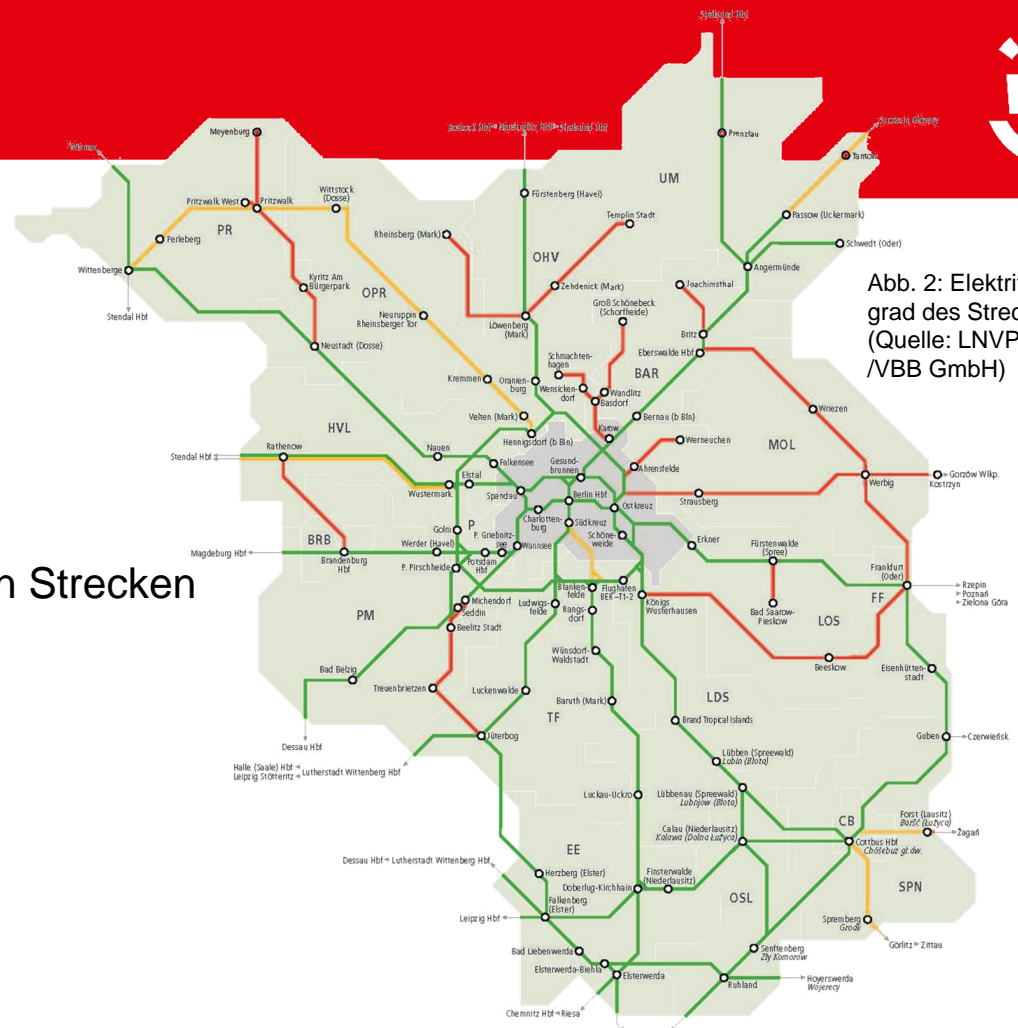 Stralsund Hbf
Rostock Hbf Neustrelitz Hbf Stralsund Hbf
Wismar
Meyenburg
Prenzlau
Tantow
UM
Pritzwalk West
Pritzwalk
Wittstock
(Dosse)
Fürstenberg (Havel)
Templin Stadt
Passow (Uckermark)
PR
Perleberg
Rheinsberg (Mark)
OHV
Schwedt (Oder)
Wittenberge
Kyritz Am
Bürgerpark
Zehdenick (Mark)
Angermünde
Joachimsthal
OPR
Groß Schönebeck
(Schorfheide)
Abb. 2: Elektrif
grad des Strec
(Quelle: LNVP
/VBB GmbH)
Stendal Hbf
Neuruppin
Rheinsberger Tor
Löwenberg
(Mark)
Britz
Neustadt (Dosse)
Schmachten-
hagen
BAR
Eberswalde Hbf
Kremmen
Oranien-
burg
Wensicken-
dorf
Wandlitz
Basdorf
Wriezen
Velten (Mark)
Bernau (b Bln)
HVL
Hennigsdorf (b Bln)
Karow
Werneuchen
MOL
Rathenow
Nauen
Falkensee
Gesund-
brunnen
Ahrensfelde
Stendal Hbf
Elstal
Wustermark
Spandau
Berlin Hbf
Strausberg
Werbig
Gorzów Wlkp.
Kostrzyn
Charlotten-
burg
Ostkreuz
Südkreuz
Golm
P
P. Griebnitz-
see
Schöne-
weide
Erkner
Fürstenwalde
(Spree)
BRB
Werder (Havel)
Wannsee
Magdeburg Hbf
Brandenburg
Hbf
P. Pirschheide
Potsdam
Hbf
Frankfurt
(Oder)
Rzepin
Poznań
Zielona Góra
n Strecken
Blanken-
felde
Flughafen
BER–T1-2
FF
Michendorf
Seddin
Ludwigs-
felde
Rangs-
dorf
Königs
Wusterhausen
Bad Saarow-
Pieskow
LOS
PM
Beelitz Stadt
Wünsdorf-
Waldstadt
Beeskow
Eisenhütten-
stadt
Bad Belzig
Treuenbrietzen
Luckenwalde
Baruth (Mark)
LDS
TF
Brand Tropical Islands
Dessau Hbf
Jüterbog
Guben
Czerwieńsk
Lübben (Spreewald)
Lubin (Błota)
Halle (Saale) Hbf
Leipzig Stötteritz
Lutherstadt Wittenberg Hbf
Luckau-Uckro
Lübbenau (Spreewald)
Lubnjow (Błota)
CB
Forst (Lausitz)
Baršć (Łužyca)
Żagań
Calau (Niederlausitz)
Kalawa (Dolna Łužyca)
Cottbus Hbf
Chóśebuz gł. dw.
Dessau Hbf Lutherstadt Wittenberg Hbf
EE
Herzberg (Elster)
Finsterwalde
(Niederlausitz)
Doberlug-Kirchhain
SPN
Falkenberg
(Elster)
OSL
Leipzig Hbf
Spremberg
Grodk
Görlitz Zittau
Bad Liebenwerda
Senftenberg
Zły Komorow
Elsterwerda-Biehla
Elsterwerda
Ruhland
Hoyerswerda
Wojerecy
Chemnitz Hbf Riesa